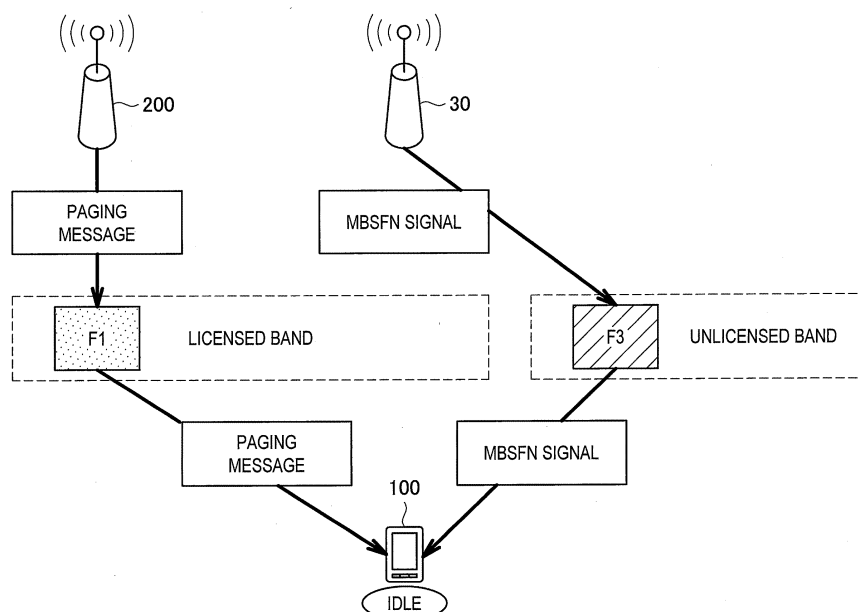 200
30
PAGING
MESSAGE
MBSFN SIGNAL
F1
LICENSED BAND
F3
UNLICENSED BAND
PAGING
MESSAGE
MBSFN SIGNAL
100
IDLE